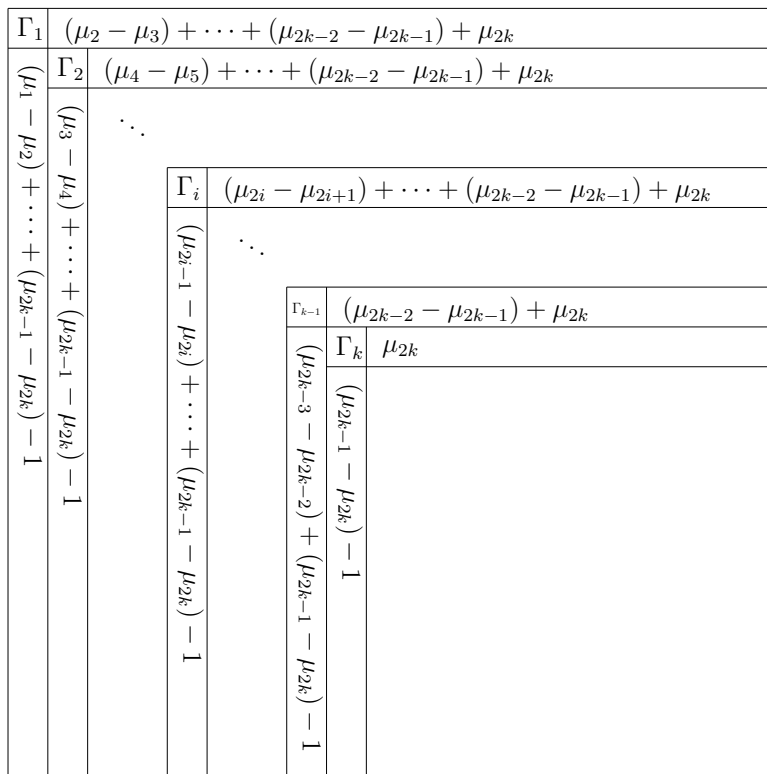 Γ₁ (μ₂ − μ₃) + ⋯ + (μ₂ₖ₋₂ − μ₂ₖ₋₁) + μ₂ₖ
(μ₁ − μ₂) + ⋯ + (μ₂ₖ₋₁ − μ₂ₖ) − 1
Γ₂ (μ₄ − μ₅) + ⋯ + (μ₂ₖ₋₂ − μ₂ₖ₋₁) + μ₂ₖ
(μ₃ − μ₄) + ⋯ + (μ₂ₖ₋₁ − μ₂ₖ) − 1
⋱
Γᵢ (μ₂ᵢ − μ₂ᵢ₊₁) + ⋯ + (μ₂ₖ₋₂ − μ₂ₖ₋₁) + μ₂ₖ
(μ₂ᵢ₋₁ − μ₂ᵢ) + ⋯ + (μ₂ₖ₋₁ − μ₂ₖ) − 1
⋱
Γₖ₋₁ (μ₂ₖ₋₂ − μ₂ₖ₋₁) + μ₂ₖ
(μ₂ₖ₋₃ − μ₂ₖ₋₂) + (μ₂ₖ₋₁ − μ₂ₖ) − 1
Γₖ μ₂ₖ
(μ₂ₖ₋₁ − μ₂ₖ) − 1